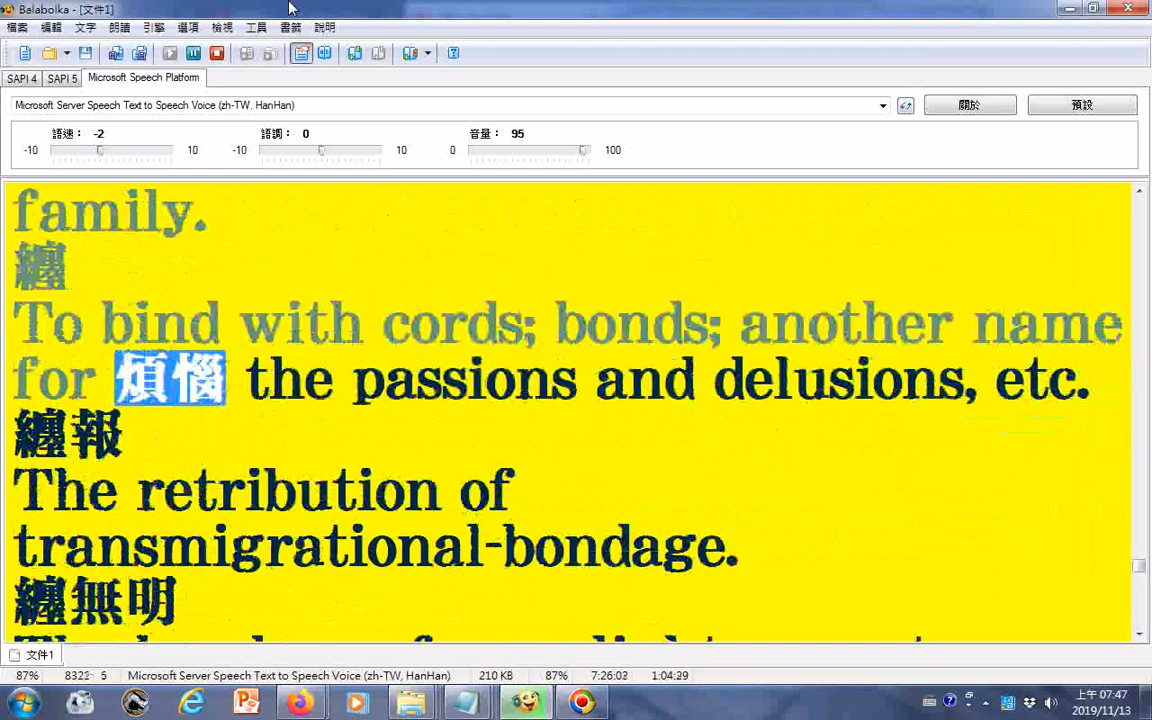 Balabolka - [文件1]
檔案 編輯 文字 朗讀 引擎 選項 檢視 工具 書籤 說明
SAPI 4 SAPI 5 Microsoft Speech Platform
Microsoft Server Speech Text to Speech Voice (zh-TW, HanHan) 關於 預設
語速： -2 語調： 0 音量： 95
-10 10 -10 10 0 100
family.
纏
To bind with cords; bonds; another name
for 煩惱 the passions and delusions, etc.
纏報
The retribution of
transmigrational-bondage.
纏無明
文件1
87% 8322: 5 Microsoft Server Speech Text to Speech Voice (zh-TW, HanHan) 210 KB 87% 7:26:03 1:04:29
上午 07:47
2019/11/13